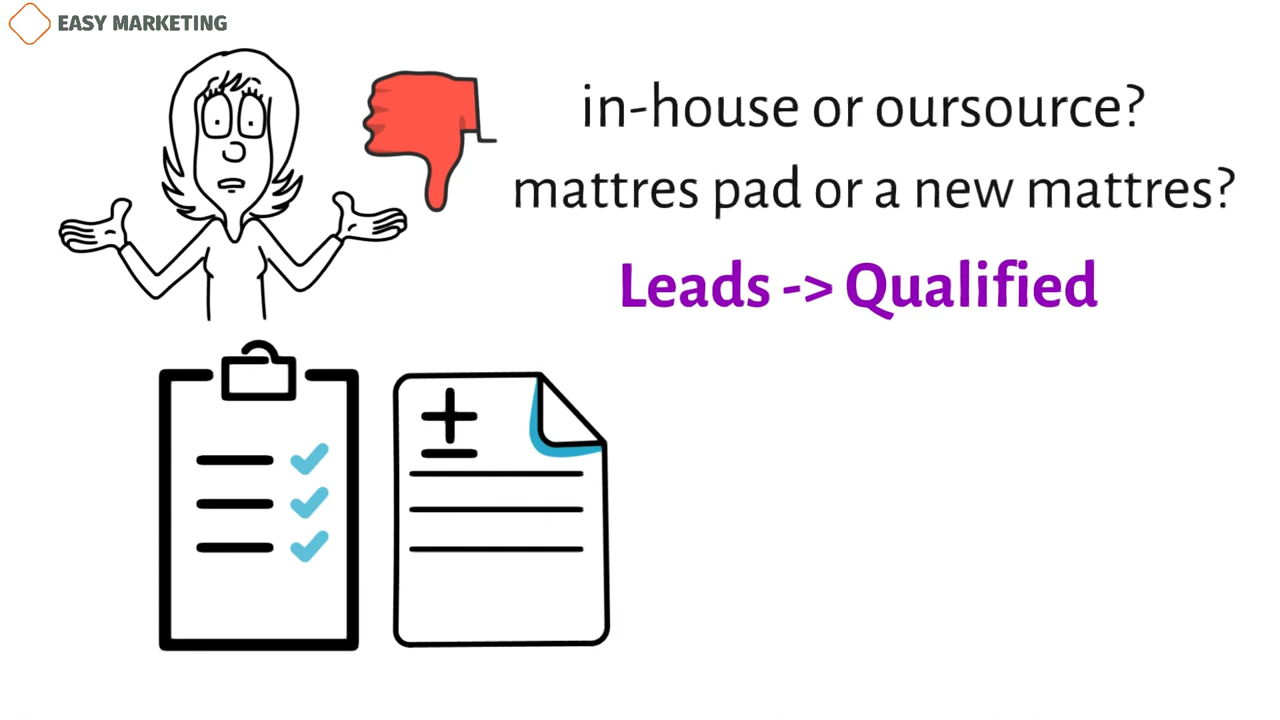 EASY MARKETING
in-house or oursource?
mattres pad or a new mattres?
Leads -> Qualified